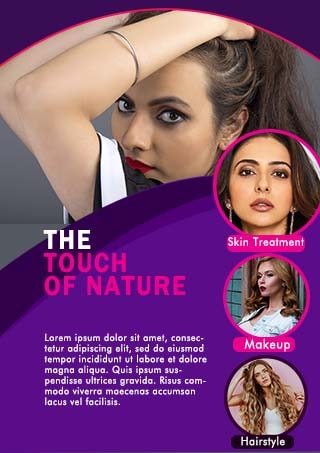 THE
TOUCH
OF NATURE
Lorem ipsum dolor sit amet, consec-
tetur adipiscing elit, sed do eiusmod
tempor incididunt ut labore et dolore
magna aliqua. Quis ipsum sus-
pendisse ultrices gravida. Risus com-
modo viverra moecenas accumsan
lacus vel facilisis.
Skin Treatment
Makeup
Hairstyle